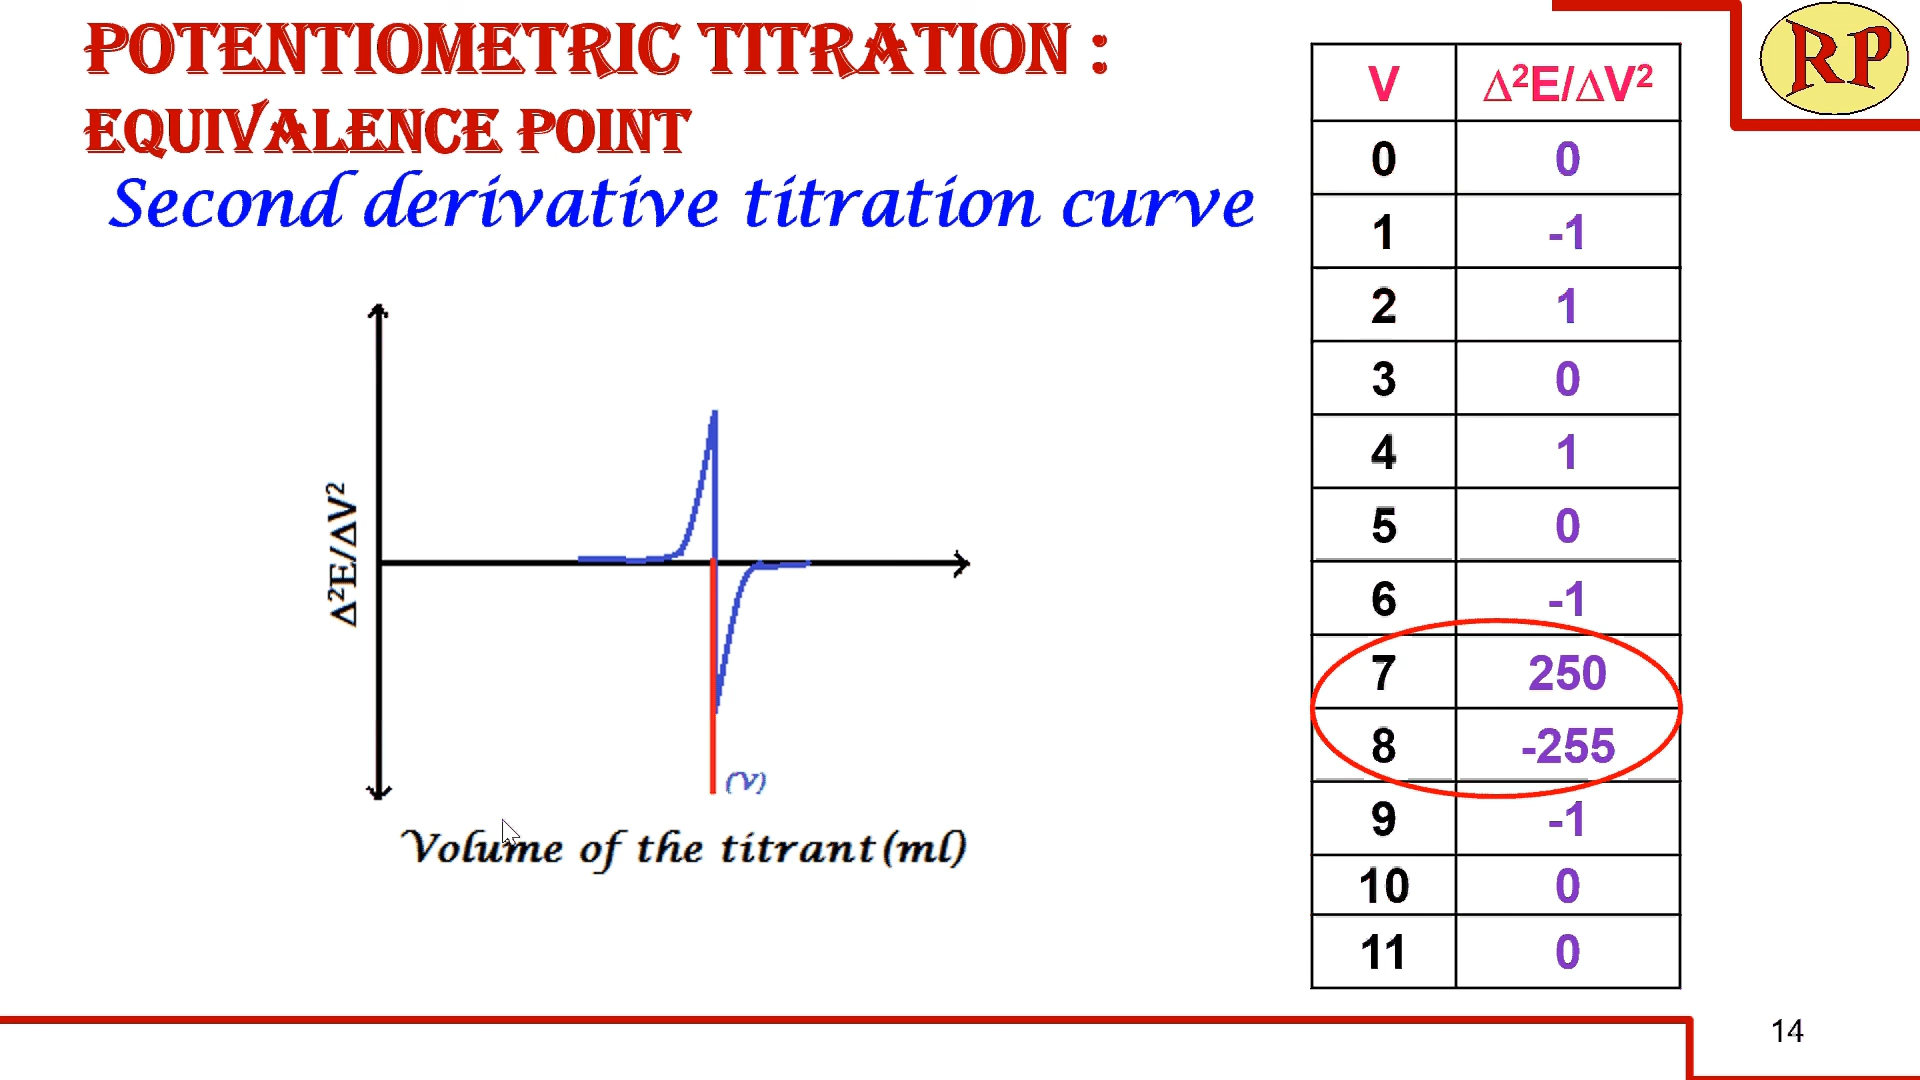 POTENTIOMETRIC TITRATION :
EQUIVALENCE POINT
Second derivative titration curve
Δ²E/ΔV²
(V)
Volume of the titrant (ml)
V Δ²E/ΔV²
0 0
1 -1
2 1
3 0
4 1
5 0
6 -1
7 250
8 -255
9 -1
10 0
11 0
RP
14